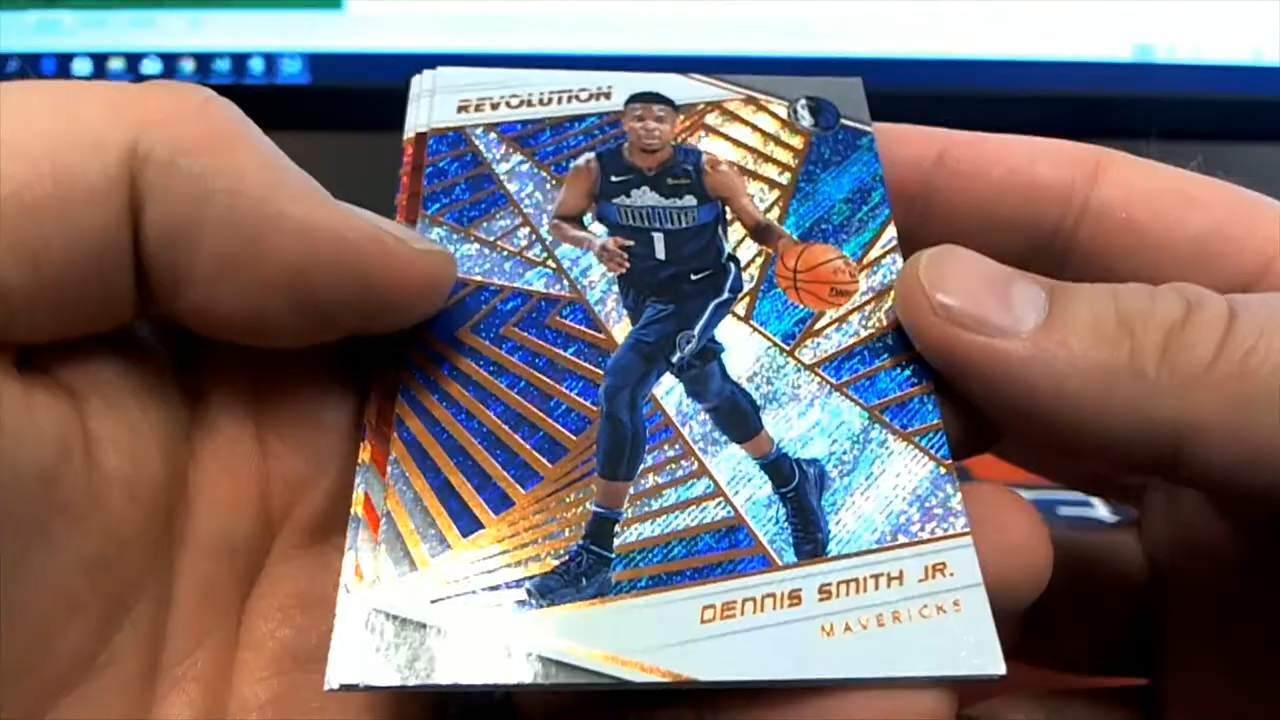 REVOLUTION
DALLAS
1
DENNIS SMITH JR.
MAVERICKS